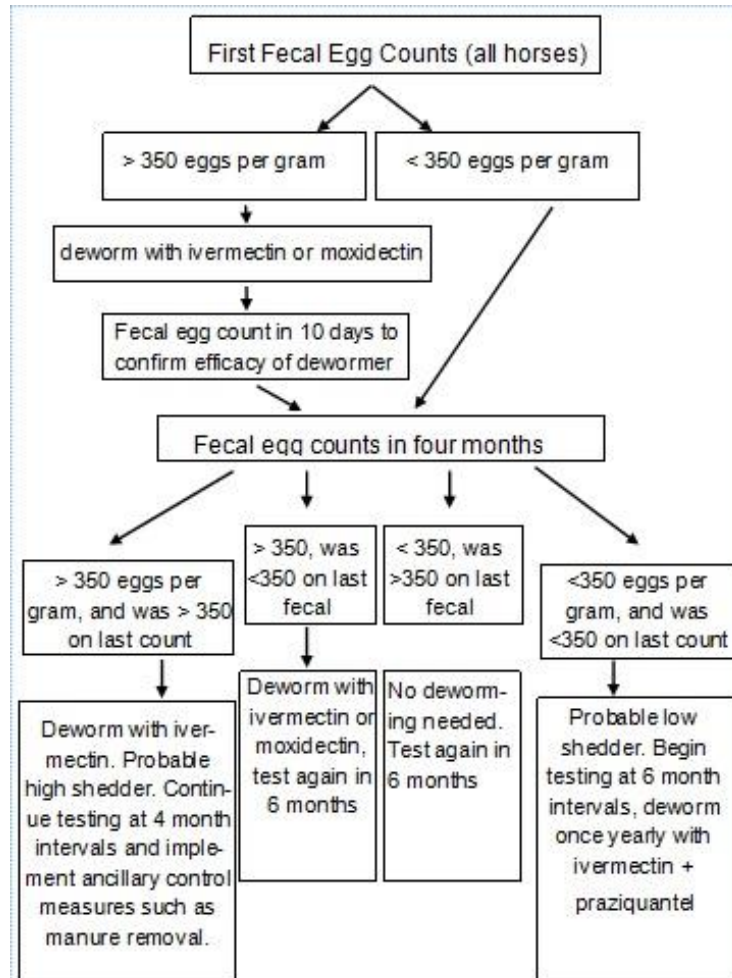 First Fecal Egg Counts (all horses)
> 350 eggs per gram
< 350 eggs per gram
deworm with ivermectin or moxidectin
Fecal egg count in 10 days to
confirm efficacy of dewormer
Fecal egg counts in four months
> 350 eggs per
gram, and was > 350
on last count
> 350, was
<350 on last
fecal
< 350, was
>350 on last
fecal
<350 eggs per
gram, and was
<350 on last count
Deworm with iver-
mectin. Probable
high shedder. Contin-
ue testing at 4 month
intervals and imple-
ment ancillary control
measures such as
manure removal.
Deworm with
ivermectin or
moxidectin,
test again in
6 months
No deworm-
ing needed.
Test again in
6 months
Probable low
shedder. Begin
testing at 6 month
intervals, deworm
once yearly with
ivermectin +
praziquantel